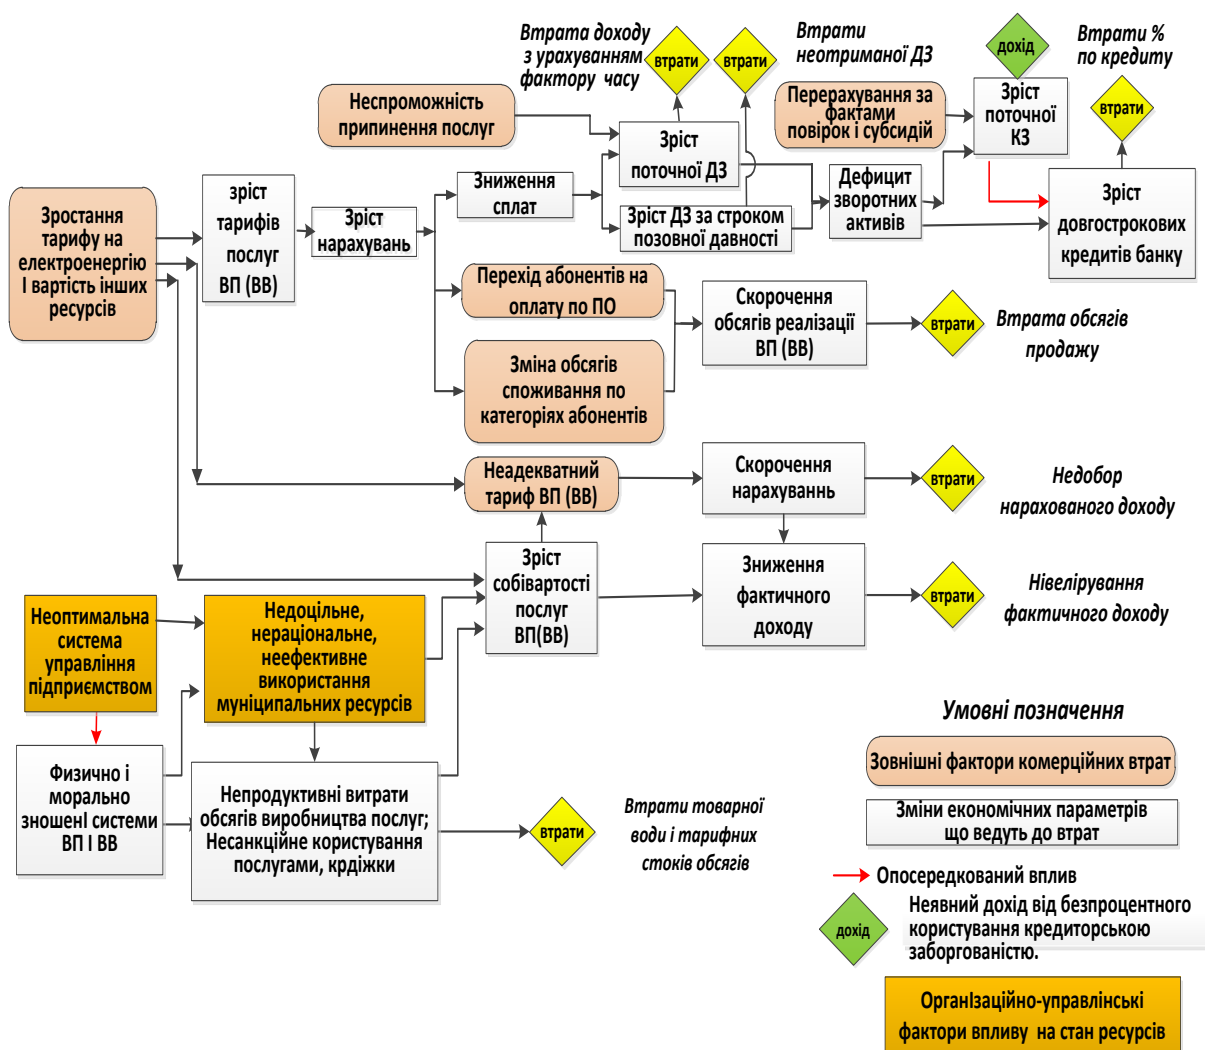 Втрата доходу
з урахуванням
фактору часу
втрати
втрати
Втрати
неотриманої ДЗ
дохід
Втрати %
по кредиту
втрати
Неспроможність
припинення послуг
Зріст
поточної ДЗ
Перерахування за
фактами
повірок і субсидій
Зріст
поточної
КЗ
Зростання
тарифу на
електроенергію
І вартість інших
ресурсів
зріст
тарифів
послуг
ВП (ВВ)
Зріст
нарахувань
Зниження
сплат
Зріст ДЗ за строком
позовної давності
Дефицит
зворотних
активів
Зріст
довгострокових
кредитів банку
Перехід абонентів на
оплату по ПО
Зміна обсягів
споживання по
категоріях абонентів
Скорочення
обсягів реалізації
ВП (ВВ)
втрати
Втрата обсягів
продажу
Неадекватний
тариф ВП (ВВ)
Скорочення
нарахуваннь
втрати
Недобор
нарахованого доходу
Зріст
собівартості
послуг
ВП(ВВ)
Зниження
фактичного
доходу
втрати
Нівелірування
фактичного доходу
Неоптимальна
система
управління
підприємством
Недоцільне,
нераціональне,
неефективне
використання
муніципальних ресурсів
Физично і
морально
зношенІ системи
ВП І ВВ
Непродуктивні витрати
обсягів виробництва послуг;
Несанкційне користування
послугами, крдіжки
втрати
Втрати товарної
води і тарифних
стоків обсягів
Умовні позначення
Зовнішні фактори комерційних втрат
Зміни економічних параметрів
що ведуть до втрат
Опосередкований вплив
дохід
Неявний дохід від безпроцентного
користування кредиторською
заборгованістю.
ОрганІзаційно-управлінські
фактори впливу на стан ресурсів